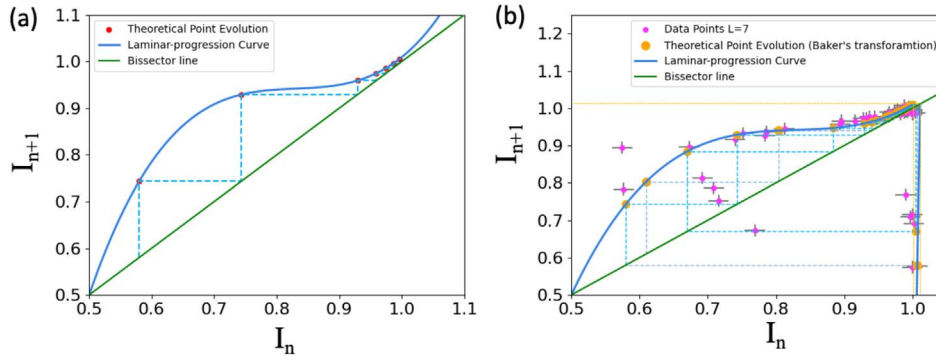 (a)
1.1
1.0
0.9
0.8
0.7
0.6
0.5
I_{n+1}
Theoretical Point Evolution
Laminar-progression Curve
Bissector line
0.5 0.6 0.7 0.8 0.9 1.0 1.1
I_n
(b)
1.2
1.1
1.0
0.9
0.8
0.7
0.6
0.5
I_{n+1}
Data Points L=7
Theoretical Point Evolution (Baker's transforamtion)
Laminar-progression Curve
Bissector line
0.5 0.6 0.7 0.8 0.9 1.0
I_n